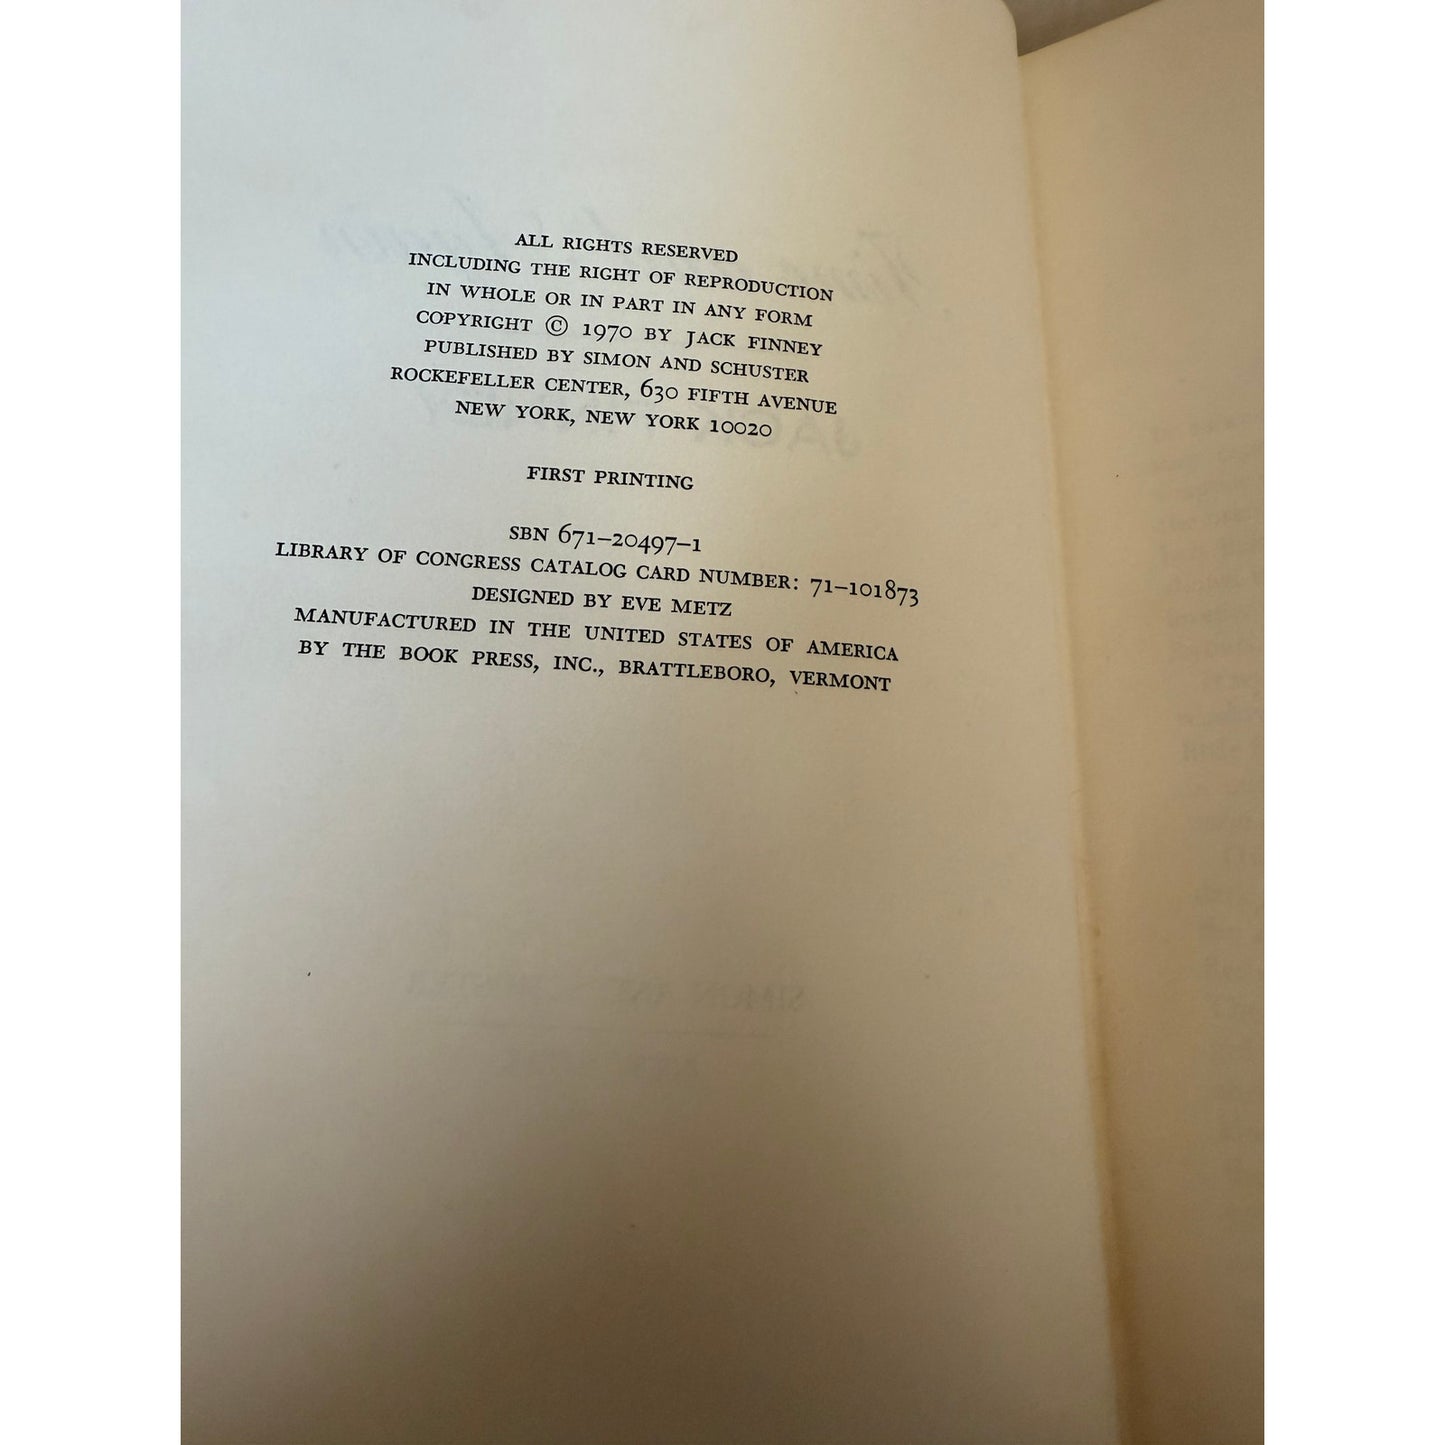 ALL RIGHTS RESERVED
INCLUDING THE RIGHT OF REPRODUCTION
IN WHOLE OR IN PART IN ANY FORM
COPYRIGHT © 1970 BY JACK FINNEY
PUBLISHED BY SIMON AND SCHUSTER
ROCKEFELLER CENTER, 630 FIFTH AVENUE
NEW YORK, NEW YORK 10020
FIRST PRINTING
SBN 671–20497–1
LIBRARY OF CONGRESS CATALOG CARD NUMBER: 71–101873
DESIGNED BY EVE METZ
MANUFACTURED IN THE UNITED STATES OF AMERICA
BY THE BOOK PRESS, INC., BRATTLEBORO, VERMONT